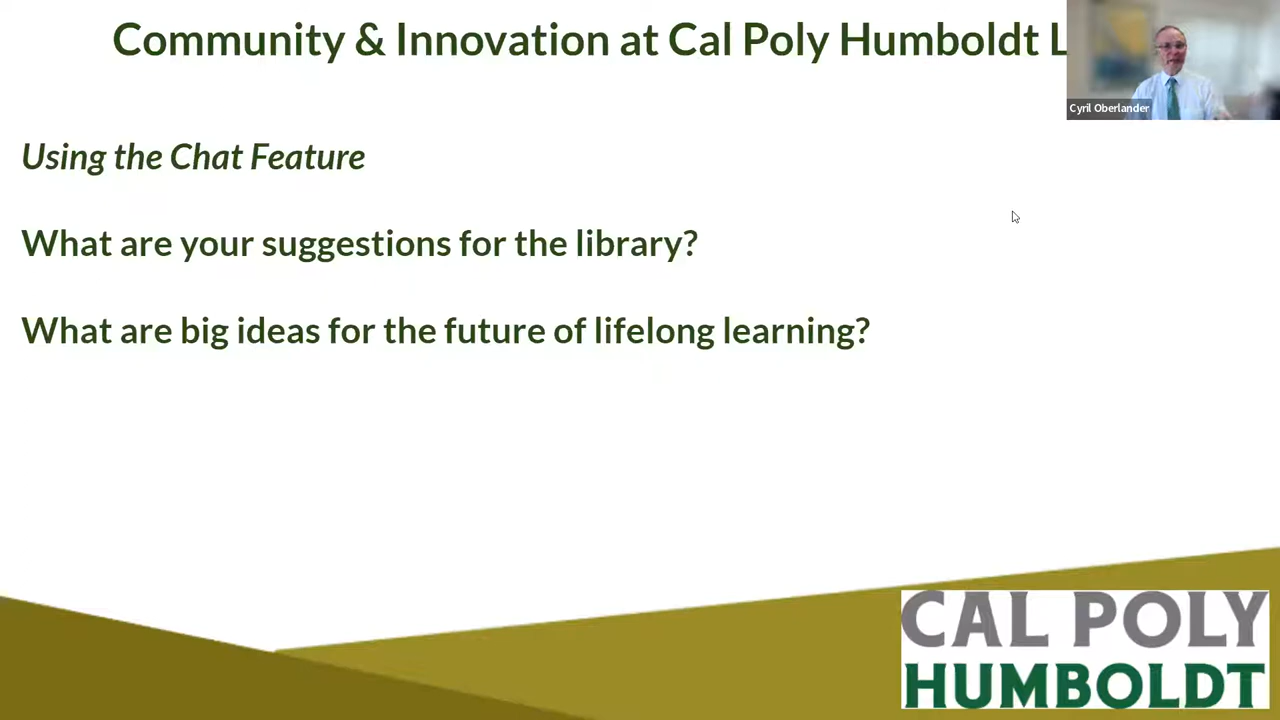 Community & Innovation at Cal Poly Humboldt L
Cyril Oberlander
Using the Chat Feature
What are your suggestions for the library?
What are big ideas for the future of lifelong learning?
CAL POLY
HUMBOLDT